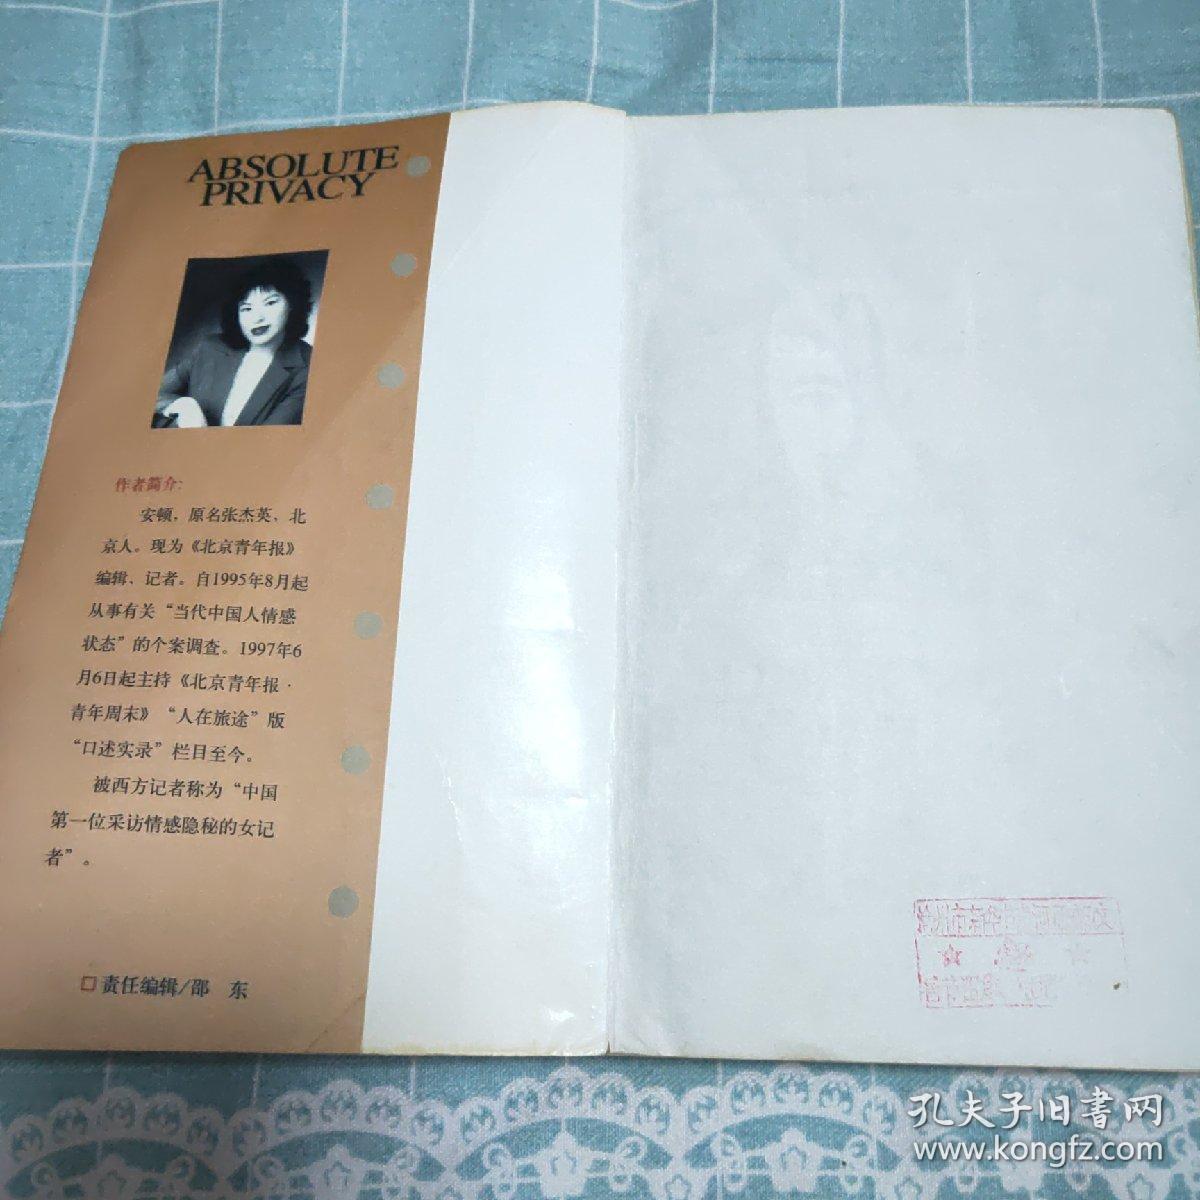 ABSOLUTE
PRIVACY
作者简介：
安顿，原名张杰英，北
京人。现为《北京青年报》
编辑、记者。自1995年8月起
从事有关“当代中国人情感
状态”的个案调查。1997年6
月6日起主持《北京青年报·
青年周末》“人在旅途”版
“口述实录”栏目至今。
被西方记者称为“中国
第一位采访情感隐秘的女记
者”。
□责任编辑/邵 东
孔夫子旧書网
www.kongfz.com